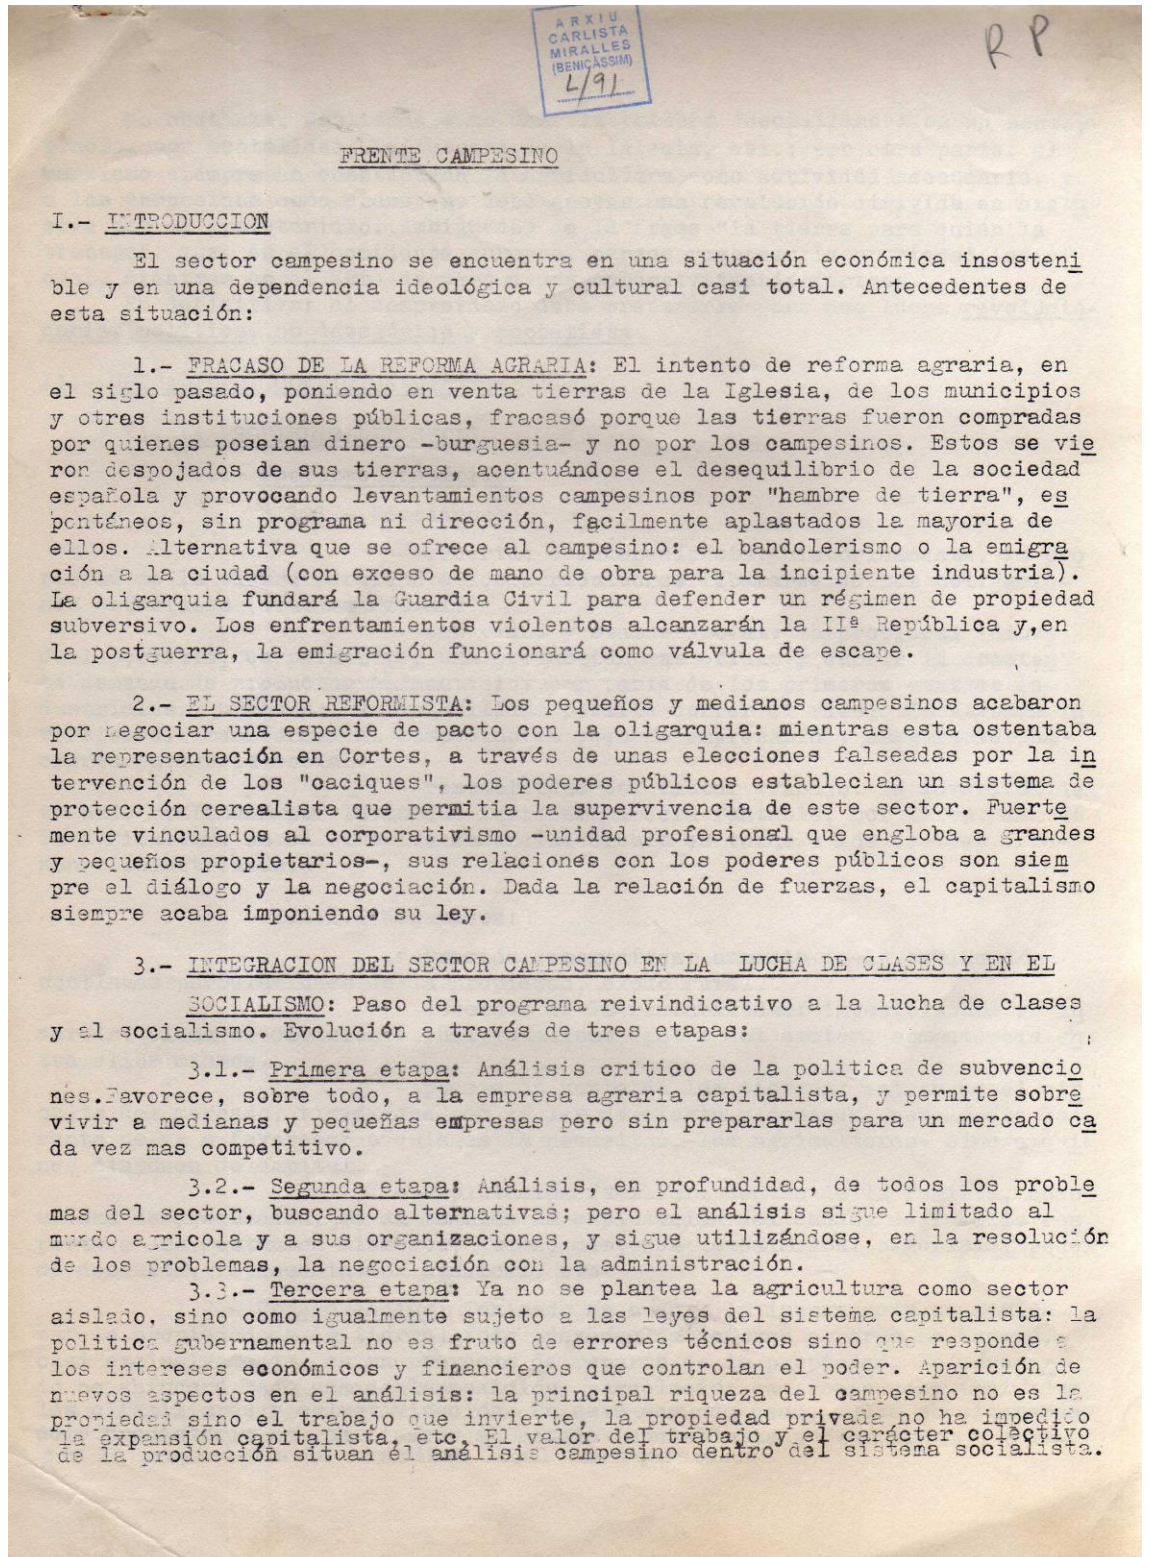 ARXIU
CARLISTA
MIRALLES
(BENICÀSSIM)
L/91
R P
FRENTE CAMPESINO
I.- INTRODUCCION
El sector campesino se encuentra en una situación económica insosteni
ble y en una dependencia ideológica y cultural casi total. Antecedentes de
esta situación:
1.- FRACASO DE LA REFORMA AGRARIA: El intento de reforma agraria, en
el siglo pasado, poniendo en venta tierras de la Iglesia, de los municipios
y otras instituciones públicas, fracasó porque las tierras fueron compradas
por quienes poseian dinero -burguesia- y no por los campesinos. Estos se vie
ron despojados de sus tierras, acentuándose el desequilibrio de la sociedad
española y provocando levantamientos campesinos por "hambre de tierra", es
pontáneos, sin programa ni dirección, facilmente aplastados la mayoria de
ellos. Alternativa que se ofrece al campesino: el bandolerismo o la emigra
ción a la ciudad (con exceso de mano de obra para la incipiente industria).
La oligarquia fundará la Guardia Civil para defender un régimen de propiedad
subversivo. Los enfrentamientos violentos alcanzarán la IIª República y,en
la postguerra, la emigración funcionará como válvula de escape.
2.- EL SECTOR REFORMISTA: Los pequeños y medianos campesinos acabaron
por negociar una especie de pacto con la oligarquia: mientras esta ostentaba
la representación en Cortes, a través de unas elecciones falseadas por la in
tervención de los "caciques", los poderes públicos establecian un sistema de
protección cerealista que permitia la supervivencia de este sector. Fuerte
mente vinculados al corporativismo -unidad profesional que engloba a grandes
y pequeños propietarios-, sus relaciones con los poderes públicos son siem
pre el diálogo y la negociación. Dada la relación de fuerzas, el capitalismo
siempre acaba imponiendo su ley.
3.- INTEGRACION DEL SECTOR CAMPESINO EN LA LUCHA DE CLASES Y EN EL
SOCIALISMO: Paso del programa reivindicativo a la lucha de clases
y al socialismo. Evolución a través de tres etapas:
3.1.- Primera etapa: Análisis critico de la politica de subvencio
nes.Favorece, sobre todo, a la empresa agraria capitalista, y permite sobre
vivir a medianas y pequeñas empresas pero sin prepararlas para un mercado ca
da vez mas competitivo.
3.2.- Segunda etapa: Análisis, en profundidad, de todos los proble
mas del sector, buscando alternativas; pero el análisis sigue limitado al
mundo agricola y a sus organizaciones, y sigue utilizándose, en la resolución
de los problemas, la negociación con la administración.
3.3.- Tercera etapa: Ya no se plantea la agricultura como sector
aislado, sino como igualmente sujeto a las leyes del sistema capitalista: la
politica gubernamental no es fruto de errores técnicos sino que responde a
los intereses económicos y financieros que controlan el poder. Aparición de
nuevos aspectos en el análisis: la principal riqueza del campesino no es la
propiedad sino el trabajo que invierte, la propiedad privada no ha impedido
la expansión capitalista, etc. El valor del trabajo y el carácter colectivo
de la producción situan el análisis campesino dentro del sistema socialista.